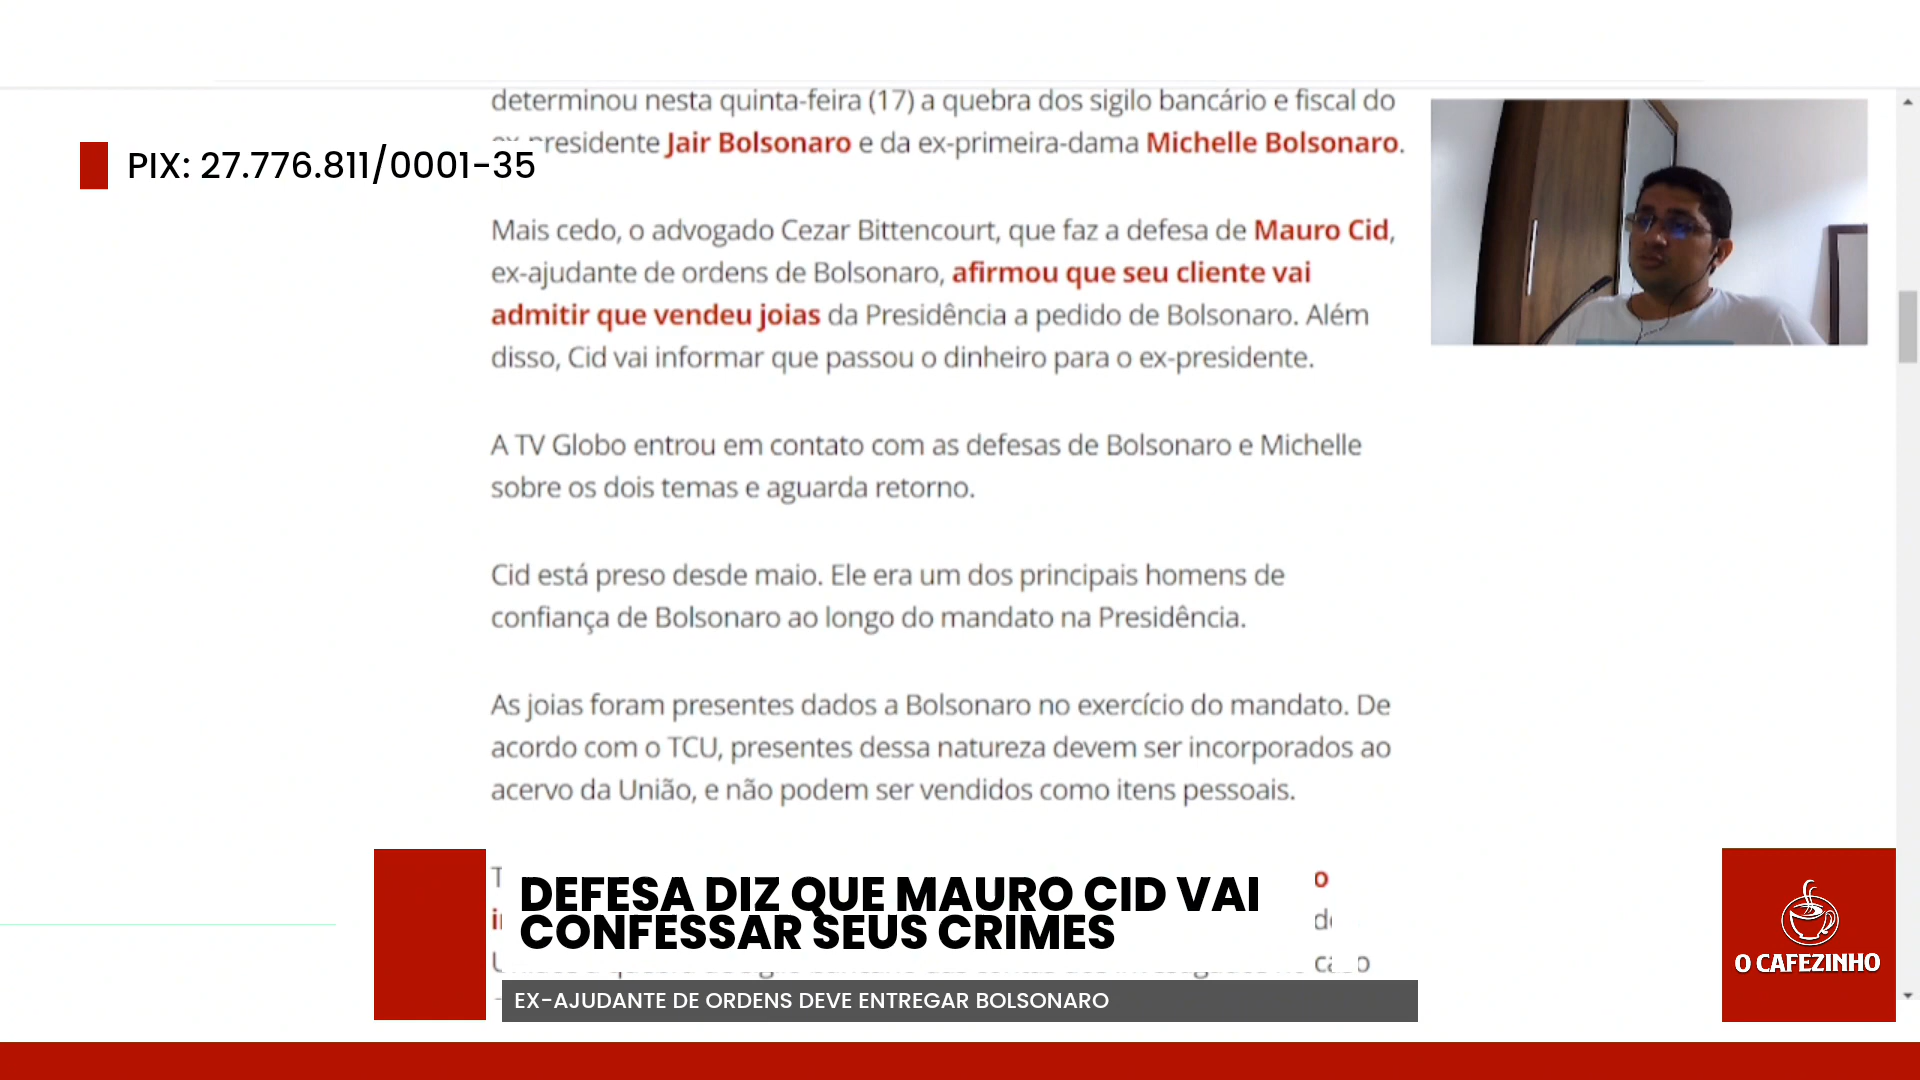 determinou nesta quinta-feira (17) a quebra dos sigilo bancário e fiscal do
presidente Jair Bolsonaro e da ex-primeira-dama Michelle Bolsonaro.
PIX: 27.776.811/0001-35
Mais cedo, o advogado Cezar Bittencourt, que faz a defesa de Mauro Cid,
ex-ajudante de ordens de Bolsonaro, afirmou que seu cliente vai
admitir que vendeu joias da Presidência a pedido de Bolsonaro. Além
disso, Cid vai informar que passou o dinheiro para o ex-presidente.
A TV Globo entrou em contato com as defesas de Bolsonaro e Michelle
sobre os dois temas e aguarda retorno.
Cid está preso desde maio. Ele era um dos principais homens de
confiança de Bolsonaro ao longo do mandato na Presidência.
As joias foram presentes dados a Bolsonaro no exercício do mandato. De
acordo com o TCU, presentes dessa natureza devem ser incorporados ao
acervo da União, e não podem ser vendidos como itens pessoais.
DEFESA DIZ QUE MAURO CID VAI
CONFESSAR SEUS CRIMES
EX-AJUDANTE DE ORDENS DEVE ENTREGAR BOLSONARO
O CAFEZINHO